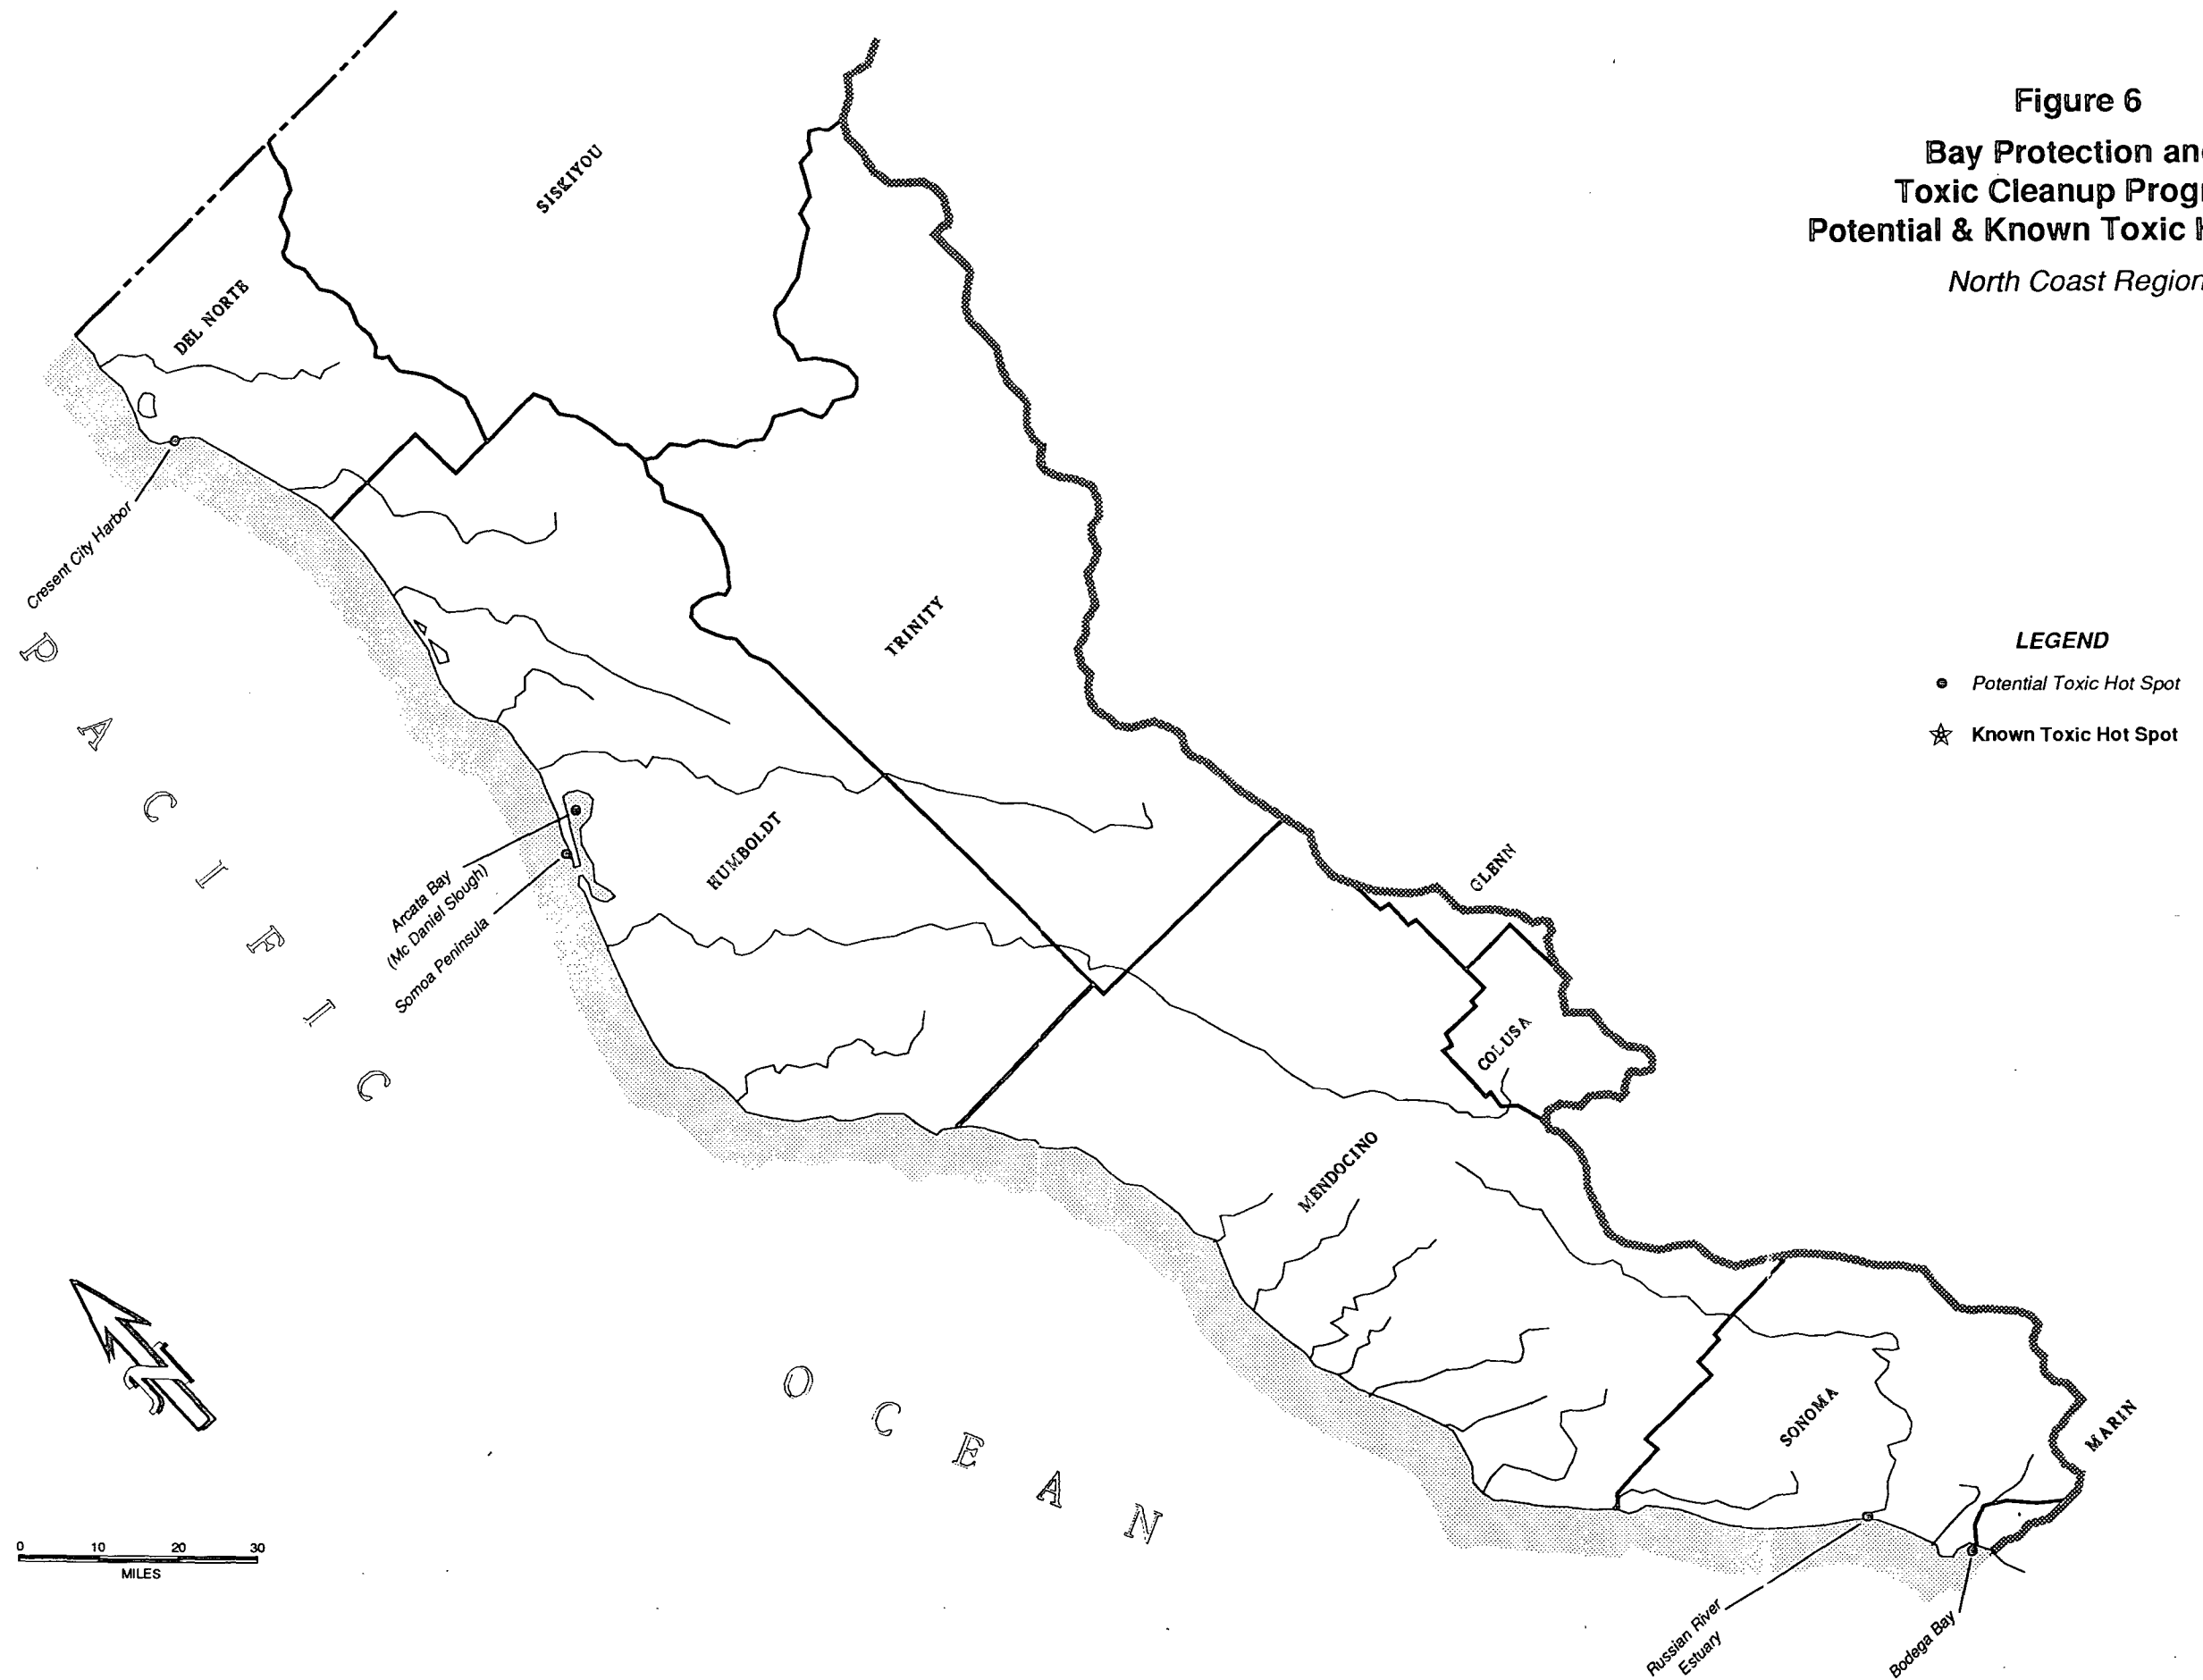 Figure 6
Bay Protection an
Toxic Cleanup Prog
Potential & Known Toxic
North Coast Region
SISKIYOU
DEL NORTE
Cresent City Harbor
TRINITY
LEGEND
Potential Toxic Hot Spot
Known Toxic Hot Spot
HUMBOLDT
GLENN
Arcata Bay
(Mc Daniel Slough)
Somoa Peninsula
COLUSA
MENDOCINO
PACIFIC
OCEAN
N
SONOMA
MARIN
0 10 20 30
MILES
Russian River
Estuary
Bodega Bay